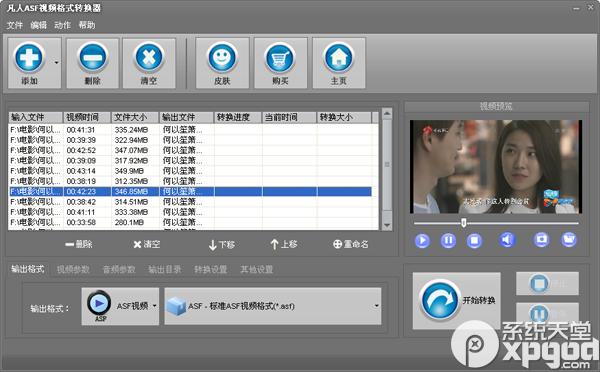 凡人ASF视频格式转换器
文件 编辑 动作 帮助
添加 删除 清空 皮肤 购买 主页
输入文件 视频时间 文件大小 输出文件 转换进度 当前时间 转换大小
F:\电影\何以... 00:41:31 335.24MB 何以笙箫...
F:\电影\何以... 00:39:39 322.94MB 何以笙箫...
F:\电影\何以... 00:42:52 347.07MB 何以笙箫...
F:\电影\何以... 00:39:09 317.92MB 何以笙箫...
F:\电影\何以... 00:43:14 349.9MB 何以笙箫...
F:\电影\何以... 00:38:19 312.35MB 何以笙箫...
F:\电影\何以... 00:42:23 346.85MB 何以笙箫...
F:\电影\何以... 00:38:42 314.51MB 何以笙箫...
F:\电影\何以... 00:41:11 333.38MB 何以笙箫...
F:\电影\何以... 00:33:58 280.1MB 何以笙箫...
删除 清空 下移 上移 重命名
视频预览
输出格式 视频参数 音频参数 输出目录 转换设置 其他设置
输出格式： ASF ASF视频 ASF - 标准ASF视频格式(*.asf)
开始转换
系统天堂
xpgod.com